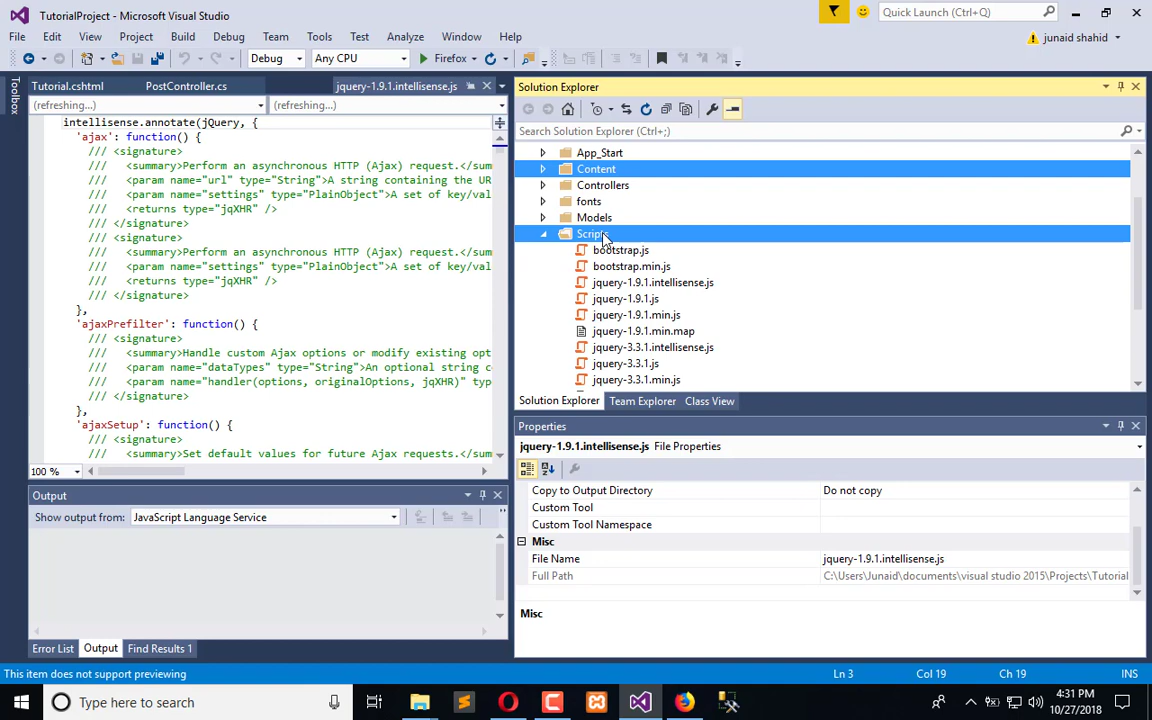 TutorialProject - Microsoft Visual Studio
Quick Launch (Ctrl+Q)
File Edit View Project Build Debug Team Tools Test Analyze Window Help
junaid shahid
Debug Any CPU Firefox
Toolbox
Tutorial.cshtml PostController.cs jquery-1.9.1.intellisense.js
(refreshing...) (refreshing...)
intellisense.annotate(jQuery, {
'ajax': function() {
/// <signature>
/// <summary>Perform an asynchronous HTTP (Ajax) request.</summ
/// <param name="url" type="String">A string containing the UR
/// <param name="settings" type="PlainObject">A set of key/val
/// <returns type="jqXHR" />
/// </signature>
/// <signature>
/// <summary>Perform an asynchronous HTTP (Ajax) request.</summ
/// <param name="settings" type="PlainObject">A set of key/val
/// <returns type="jqXHR" />
/// </signature>
},
'ajaxPrefilter': function() {
/// <signature>
/// <summary>Handle custom Ajax options or modify existing opt
/// <param name="dataTypes" type="String">An optional string c
/// <param name="handler(options, originalOptions, jqXHR)" typ
/// </signature>
},
'ajaxSetup': function() {
/// <signature>
/// <summary>Set default values for future Ajax requests.</sum
100 %
Output
Show output from: JavaScript Language Service
Error List Output Find Results 1
Solution Explorer
Search Solution Explorer (Ctrl+;)
App_Start
Content
Controllers
fonts
Models
Scripts
bootstrap.js
bootstrap.min.js
jquery-1.9.1.intellisense.js
jquery-1.9.1.js
jquery-1.9.1.min.js
jquery-1.9.1.min.map
jquery-3.3.1.intellisense.js
jquery-3.3.1.js
jquery-3.3.1.min.js
Solution Explorer Team Explorer Class View
Properties
jquery-1.9.1.intellisense.js File Properties
Copy to Output Directory Do not copy
Custom Tool
Custom Tool Namespace
Misc
File Name jquery-1.9.1.intellisense.js
Full Path C:\Users\Junaid\documents\visual studio 2015\Projects\Tutorial
Misc
This item does not support previewing Ln 3 Col 19 Ch 19 INS
Type here to search
4:31 PM
10/27/2018